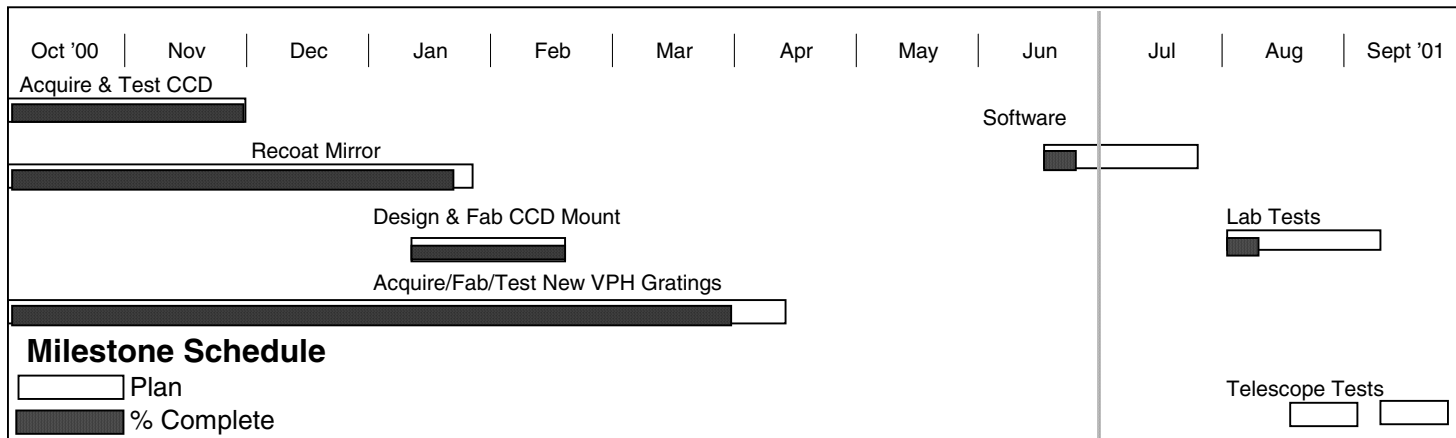 Oct '00 Nov Dec Jan Feb Mar Apr May Jun Jul Aug Sept '01
Acquire & Test CCD
Software
Recoat Mirror
Design & Fab CCD Mount
Lab Tests
Acquire/Fab/Test New VPH Gratings
Milestone Schedule
Plan
Telescope Tests
% Complete